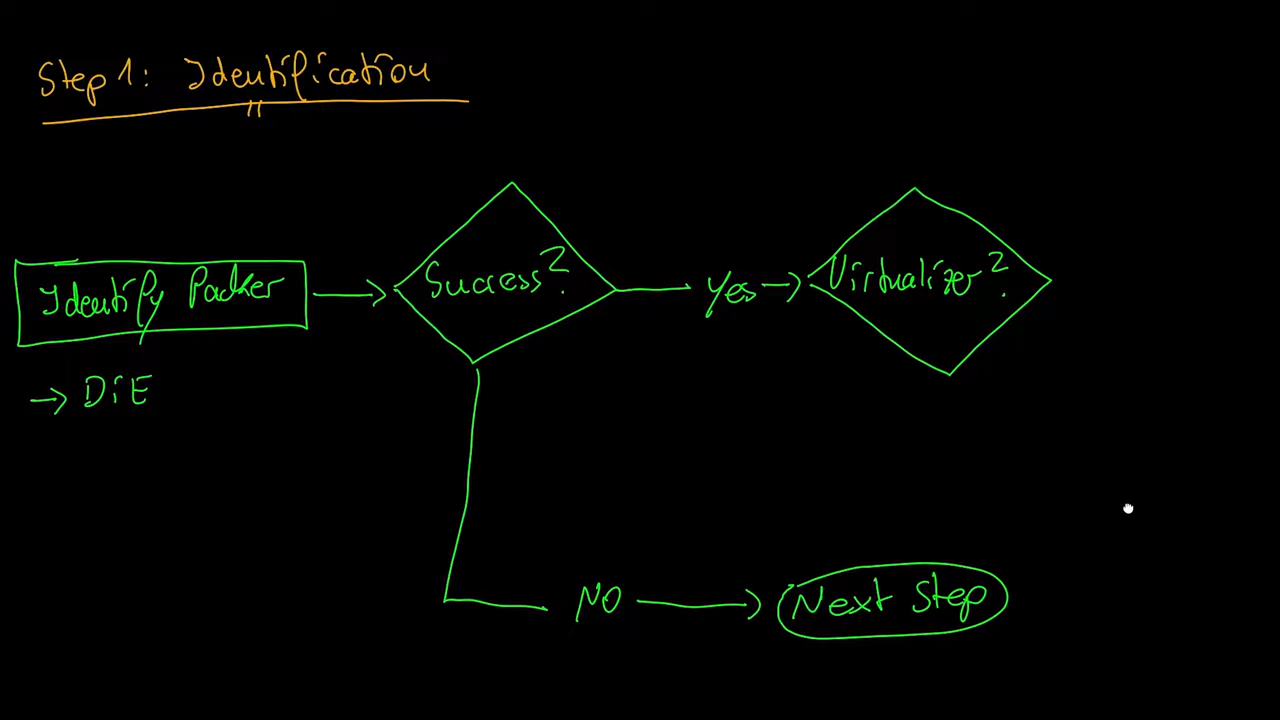 Step 1: Identification
Identify Packer
Success?
Yes
Virtualizer?
→ DiE
NO
Next Step